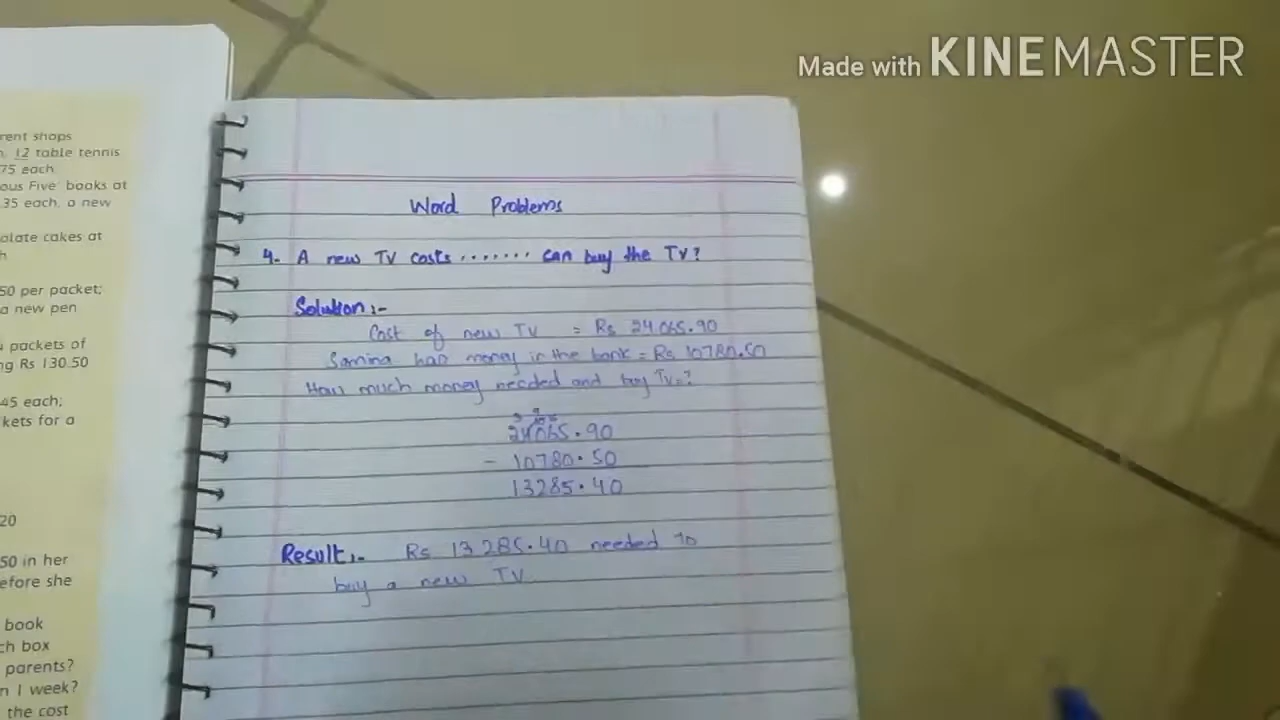 Made with KINEMASTER
rent shops
12 table tennis
75 each
ous Five' books at
35 each, a new
olate cakes at
h
50 per packet;
a new pen
packets of
ng Rs 130.50
45 each;
kets for a
20
50 in her
efore she
book
ch box
parents?
n 1 week?
the cost
Word Problems
4. A new TV costs ....... can buy the TV?
Solution:-
Cost of new TV = Rs 24065.90
Samina has money in the bank = Rs 10780.50
How much money needed and buy TV=?
24065.90
- 10780.50
13285.40
Result:- Rs 13285.40 needed to
buy a new TV